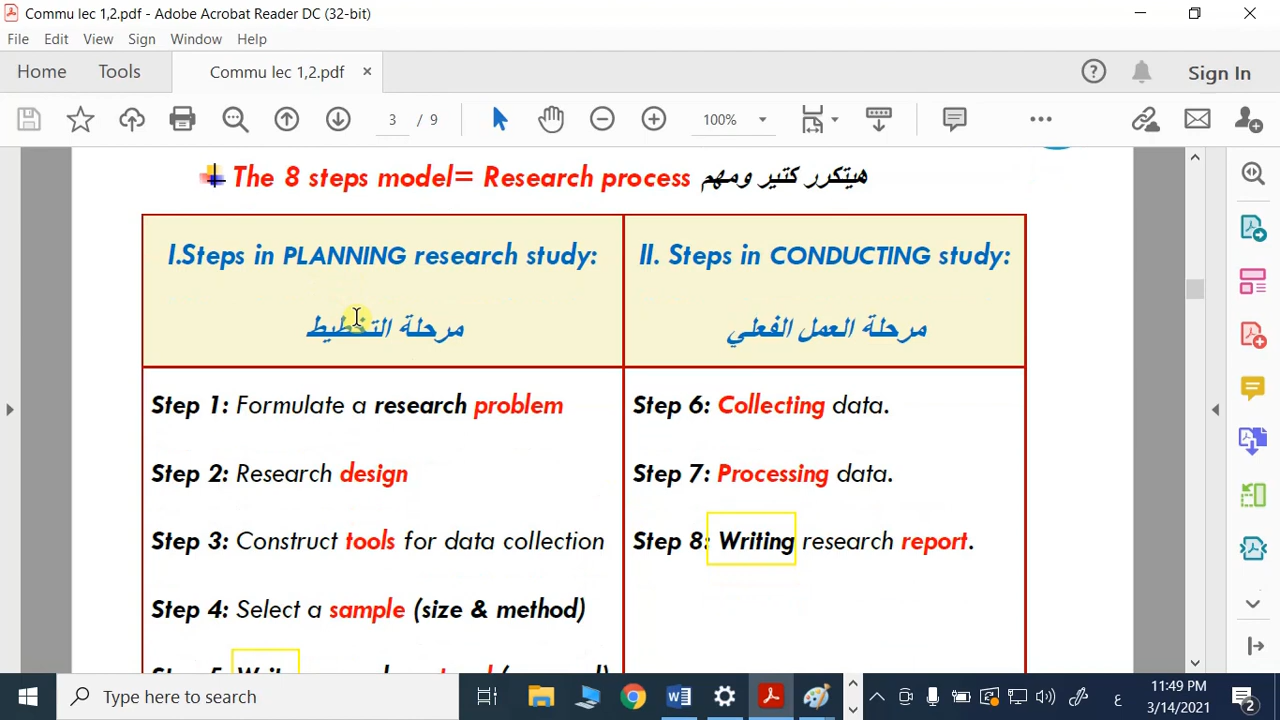 Commu lec 1,2.pdf - Adobe Acrobat Reader DC (32-bit)
File Edit View Sign Window Help
Home Tools Commu lec 1,2.pdf × Sign In
3 / 9 100%
The 8 steps model= Research process هيتكرر كتير ومهم
I.Steps in PLANNING research study:
مرحلة التخطيط
II. Steps in CONDUCTING study:
مرحلة العمل الفعلي
Step 1: Formulate a research problem
Step 2: Research design
Step 3: Construct tools for data collection
Step 4: Select a sample (size & method)
Step 6: Collecting data.
Step 7: Processing data.
Step 8: Writing research report.
Type here to search
ع
11:49 PM
3/14/2021
2